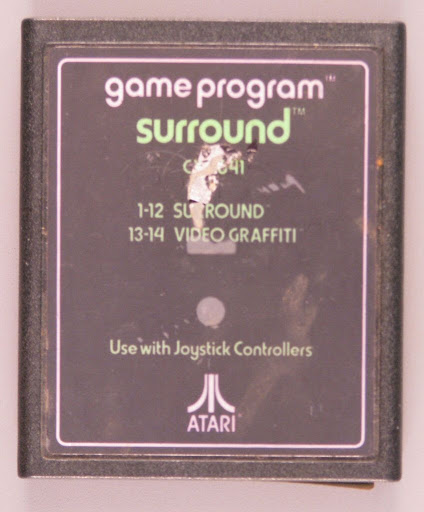 game program™
surround™
1-12 SURROUND
13-14 VIDEO GRAFFITI
Use with Joystick Controllers
ATARI